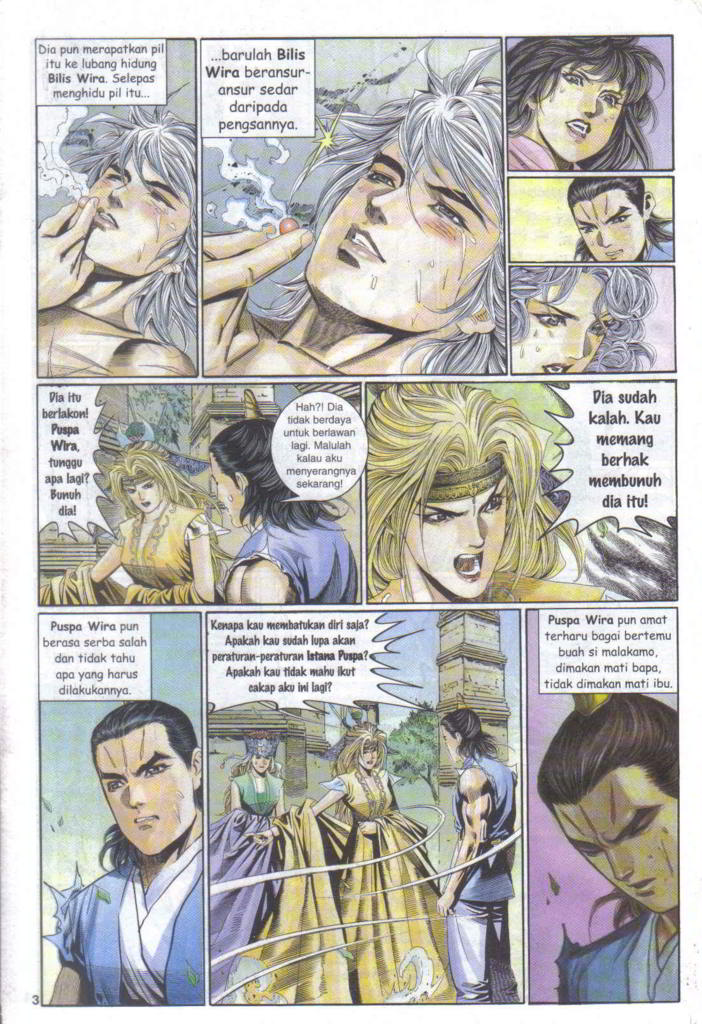 Dia pun merapatkan pil
itu ke lubang hidung
Bilis Wira. Selepas
menghidu pil itu...
...barulah Bilis
Wira beransur-
ansur sedar
daripada
pengsannya.
Dia itu
berlakon!
Puspa
Wira,
tunggu
apa lagi?
Bunuh
dia!
Hah?! Dia
tidak berdaya
untuk berlawan
lagi. Malulah
kalau aku
menyerangnya
sekarang!
Dia sudah
kalah. Kau
memang
berhak
membunuh
dia itu!
Puspa Wira pun
berasa serba salah
dan tidak tahu
apa yang harus
dilakukannya.
Kenapa kau membatukan diri saja?
Apakah kau sudah lupa akan
peraturan-peraturan Istana Puspa?
Apakah kau tidak mahu ikut
cakap aku ini lagi?
Puspa Wira pun amat
terharu bagai bertemu
buah si malakamo,
dimakan mati bapa,
tidak dimakan mati ibu.
3